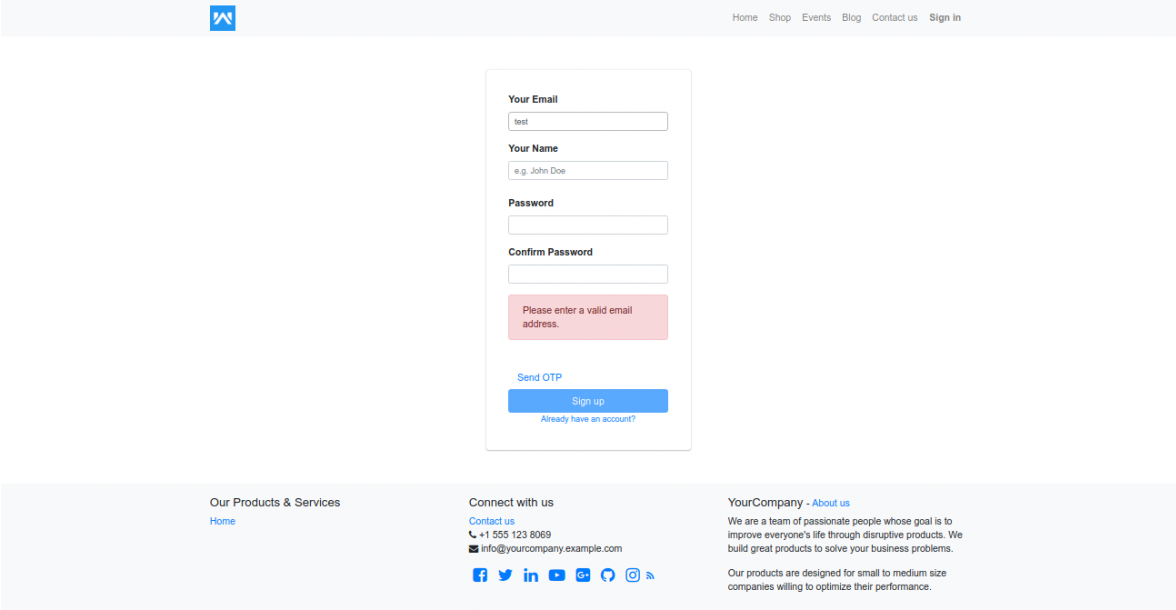 Home Shop Events Blog Contact us Sign in
Your Email
test
Your Name
e.g. John Doe
Password
Confirm Password
Please enter a valid email
address.
Send OTP
Sign up
Already have an account?
Our Products & Services
Home
Connect with us
Contact us
+1 555 123 8069
info@yourcompany.example.com
YourCompany - About us
We are a team of passionate people whose goal is to
improve everyone's life through disruptive products. We
build great products to solve your business problems.
Our products are designed for small to medium size
companies willing to optimize their performance.